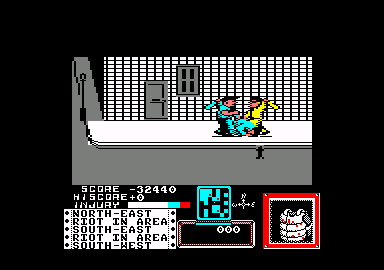 SCORE -32440
HISCORE+0
INJURY
NORTH-EAST
RIOT IN AREA
SOUTH-EAST
RIOT IN AREA
SOUTH-WEST
N
W E
S
000